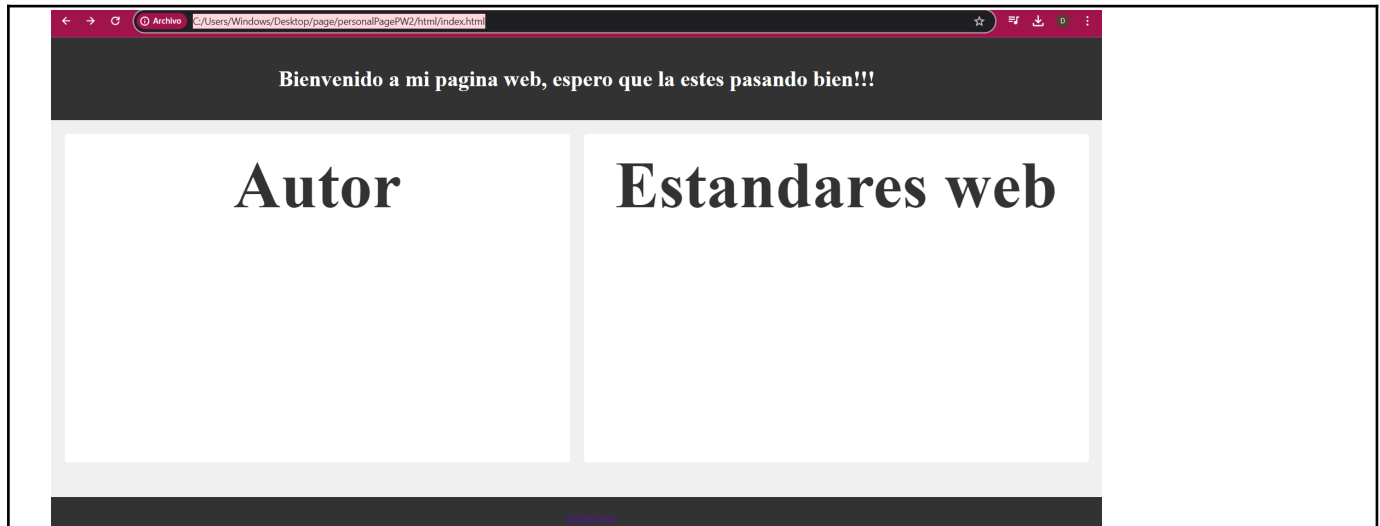 Archivo C:/Users/Windows/Desktop/page/personalPagePW2/html/index.html
D
Bienvenido a mi pagina web, espero que la estes pasando bien!!!
Autor
Estandares web